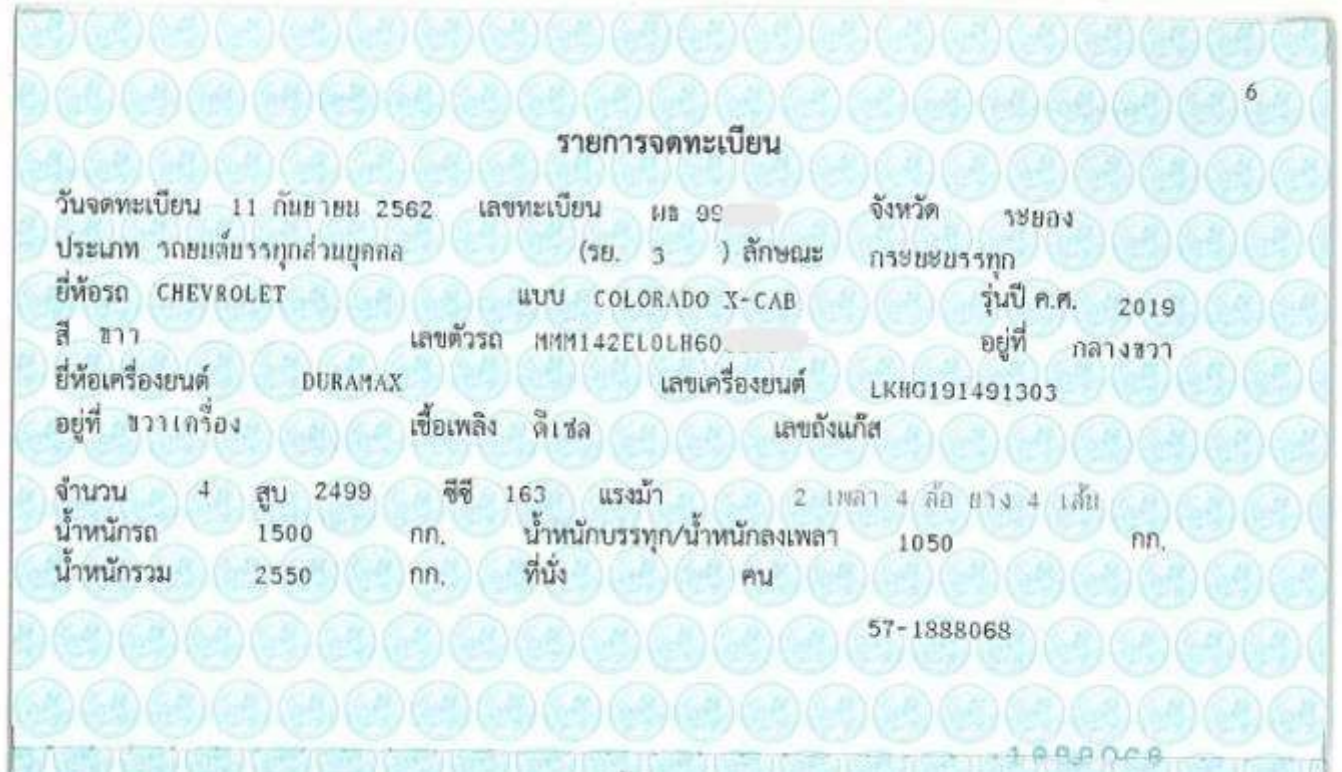 6
รายการจดทะเบียน
วันจดทะเบียน 11 กันยายน 2562 เลขทะเบียน ผธ 99 จังหวัด ระยอง
ประเภท รถยนต์บรรทุกส่วนบุคคล (รย. 3 ) ลักษณะ กระบะบรรทุก
ยี่ห้อรถ CHEVROLET แบบ COLORADO X-CAB รุ่นปี ค.ศ. 2019
สี ขาว เลขตัวรถ MMM142EL0LH60 อยู่ที่ กลางขวา
ยี่ห้อเครื่องยนต์ DURAMAX เลขเครื่องยนต์ LKHG191491303
อยู่ที่ ขวาเครื่อง เชื้อเพลิง ดีเซล เลขถังแก๊ส
จำนวน 4 สูบ 2499 ซีซี 163 แรงม้า 2 เพลา 4 ล้อ ยาง 4 เส้น
น้ำหนักรถ 1500 กก. น้ำหนักบรรทุก/น้ำหนักลงเพลา 1050 กก.
น้ำหนักรวม 2550 กก. ที่นั่ง คน
57-1888068
1888068